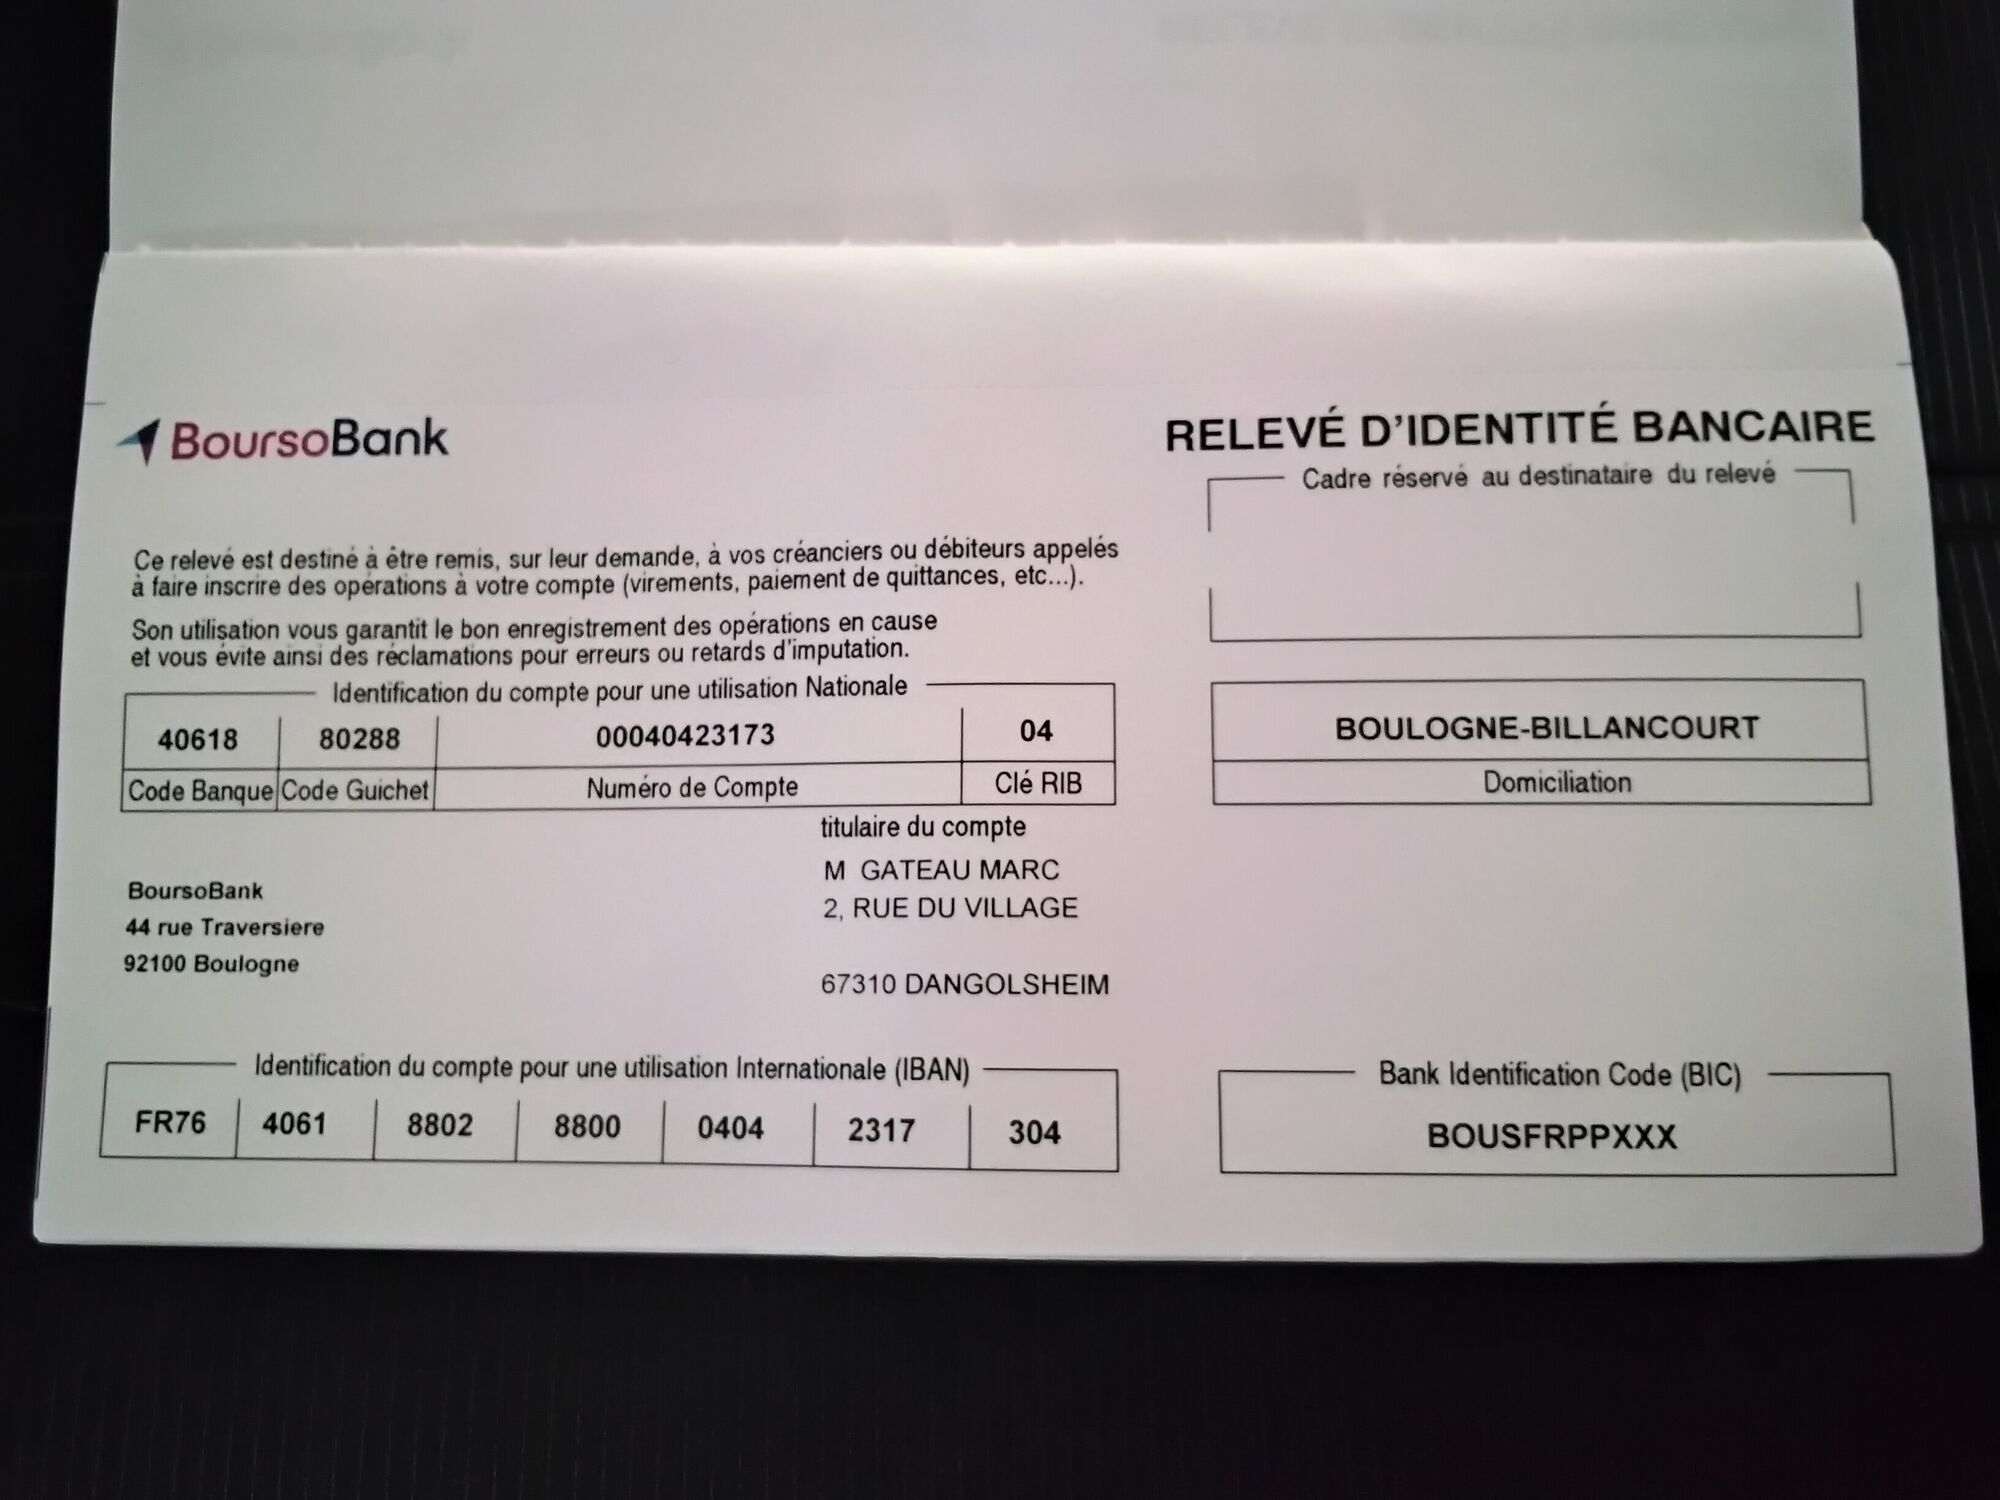 BoursoBank
RELEVÉ D'IDENTITÉ BANCAIRE
Cadre réservé au destinataire du relevé
Ce relevé est destiné à être remis, sur leur demande, à vos créanciers ou débiteurs appelés
à faire inscrire des opérations à votre compte (virements, paiement de quittances, etc...).
Son utilisation vous garantit le bon enregistrement des opérations en cause
et vous évite ainsi des réclamations pour erreurs ou retards d'imputation.
Identification du compte pour une utilisation Nationale
40618 80288 00040423173 04
Code Banque Code Guichet Numéro de Compte Clé RIB
BOULOGNE-BILLANCOURT
Domiciliation
titulaire du compte
M GATEAU MARC
2, RUE DU VILLAGE
67310 DANGOLSHEIM
BoursoBank
44 rue Traversiere
92100 Boulogne
Identification du compte pour une utilisation Internationale (IBAN)
FR76 4061 8802 8800 0404 2317 304
Bank Identification Code (BIC)
BOUSFRPPXXX